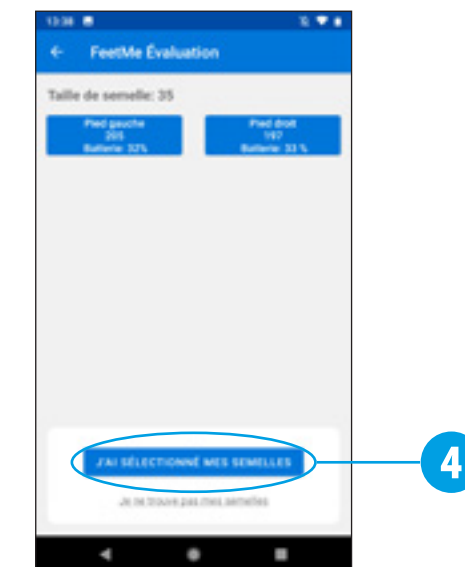 13:38
FeetMe Évaluation
Taille de semelle: 35
Pied gauche
205
Batterie: 32%
Pied droit
197
Batterie: 33 %
J'AI SÉLECTIONNÉ MES SEMELLES
Je ne trouve pas mes semelles
4